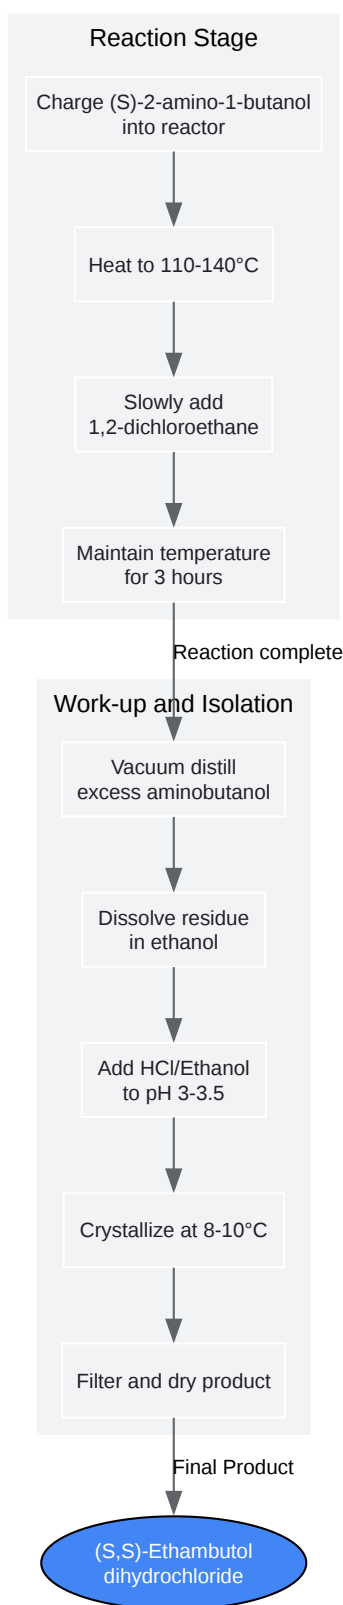 Reaction Stage
Charge (S)-2-amino-1-butanol
into reactor
Heat to 110-140°C
Slowly add
1,2-dichloroethane
Maintain temperature
for 3 hours
Reaction complete
Work-up and Isolation
Vacuum distill
excess aminobutanol
Dissolve residue
in ethanol
Add HCl/Ethanol
to pH 3-3.5
Crystallize at 8-10°C
Filter and dry product
Final Product
(S,S)-Ethambutol
dihydrochloride